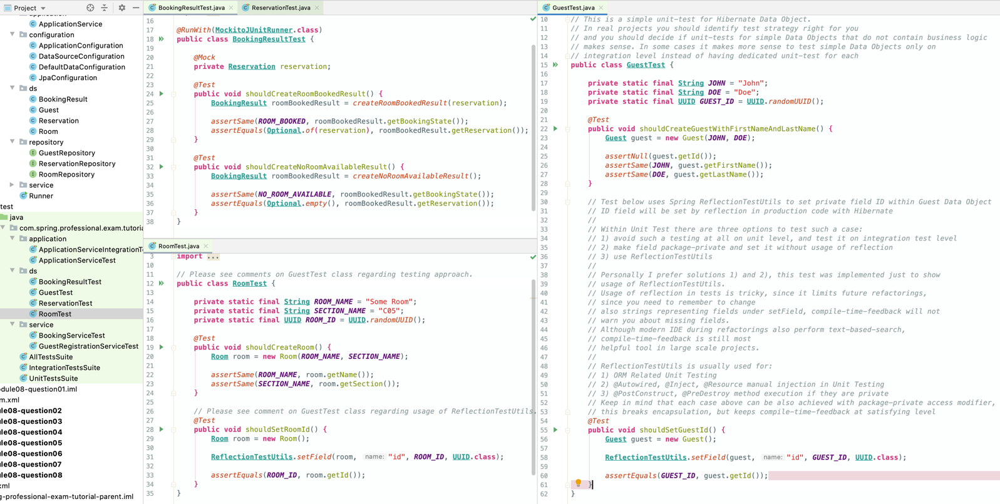 Project
application
ApplicationService
configuration
ApplicationConfiguration
DataSourceConfiguration
DefaultDataConfiguration
JpaConfiguration
ds
BookingResult
Guest
Reservation
Room
repository
GuestRepository
ReservationRepository
RoomRepository
service
Runner
test
java
com.spring.professional.exam.tutoria
application
ApplicationServiceIntegrationT
ApplicationServiceTest
ds
BookingResultTest
GuestTest
ReservationTest
RoomTest
service
BookingServiceTest
GuestRegistrationServiceTest
AllTestsSuite
IntegrationTestsSuite
UnitTestsSuite
odule08-question01.iml
m.xml
ule08-question02
ule08-question03
ule08-question04
ule08-question05
ule08-question06
ule08-question07
ule08-question08
xml
g-professional-exam-tutorial-parent.iml
BookingResultTest.java
ReservationTest.java
16
17 @RunWith(MockitoJUnitRunner.class)
18 public class BookingResultTest {
19
20 @Mock
21 private Reservation reservation;
22
23 @Test
24 public void shouldCreateRoomBookedResult() {
25 BookingResult roomBookedResult = createRoomBookedResult(reservation);
26
27 assertSame(ROOM_BOOKED, roomBookedResult.getBookingState());
28 assertEquals(Optional.of(reservation), roomBookedResult.getReservation());
29 }
30
31 @Test
32 public void shouldCreateNoRoomAvailableResult() {
33 BookingResult roomBookedResult = createNoRoomAvailableResult();
34
35 assertSame(NO_ROOM_AVAILABLE, roomBookedResult.getBookingState());
36 assertEquals(Optional.empty(), roomBookedResult.getReservation());
37 }
38 }
RoomTest.java
3 import ...
10
11 // Please see comments on GuestTest class regarding testing approach.
12 public class RoomTest {
13
14 private static final String ROOM_NAME = "Some Room";
15 private static final String SECTION_NAME = "C05";
16 private static final UUID ROOM_ID = UUID.randomUUID();
17
18 @Test
19 public void shouldCreateRoom() {
20 Room room = new Room(ROOM_NAME, SECTION_NAME);
21
22 assertSame(ROOM_NAME, room.getName());
23 assertSame(SECTION_NAME, room.getSection());
24 }
25
26 // Please see comment on GuestTest class regarding usage of ReflectionTestUtils.
27 @Test
28 public void shouldSetRoomId() {
29 Room room = new Room();
30
31 ReflectionTestUtils.setField(room, name: "id", ROOM_ID, UUID.class);
32
33 assertEquals(ROOM_ID, room.getId());
34 }
35 }
GuestTest.java
10 // This is a simple unit-test for Hibernate Data Object.
11 // In real projects you should identify test strategy right for you
12 // and you should decide if unit-tests for simple Data Objects that do not contain business logic
13 // makes sense. In some cases it makes more sense to test simple Data Objects only on
14 // integration level instead of having dedicated unit-test for each
15 public class GuestTest {
16
17 private static final String JOHN = "John";
18 private static final String DOE = "Doe";
19 private static final UUID GUEST_ID = UUID.randomUUID();
20
21 @Test
22 public void shouldCreateGuestWithFirstNameAndLastName() {
23 Guest guest = new Guest(JOHN, DOE);
24
25 assertNull(guest.getId());
26 assertSame(JOHN, guest.getFirstName());
27 assertSame(DOE, guest.getLastName());
28 }
29
30 // Test below uses Spring ReflectionTestUtils to set private field ID within Guest Data Object
31 // ID field will be set by reflection in production code with Hibernate
32 //
33 // Within Unit Test there are three options to test such a case:
34 // 1) avoid such a testing at all on unit level, and test it on integration test level
35 // 2) make field package-private and set it without usage of reflection
36 // 3) use ReflectionTestUtils
37 //
38 // Personally I prefer solutions 1) and 2), this test was implemented just to show
39 // usage of ReflectionTestUtils.
40 // Usage of reflection in tests is tricky, since it limits future refactorings,
41 // since you need to remember to change
42 // also strings representing fields under setField, compile-time-feedback will not
43 // warn you about missing fields.
44 // Although modern IDE during refactorings also perform text-based-search,
45 // compile-time-feedback is still most
46 // helpful tool in large scale projects.
47 //
48 // ReflectionTestUtils is usually used for:
49 // 1) ORM Related Unit Testing
50 // 2) @Autowired, @Inject, @Resource manual injection in Unit Testing
51 // 3) @PostConstruct, @PreDestroy method execution if they are private
52 // Keep in mind that each case above can be also achieved with package-private access modifier,
53 // this breaks encapsulation, but keeps compile-time-feedback at satisfying level
54 @Test
55 public void shouldSetGuestId() {
56 Guest guest = new Guest();
57
58 ReflectionTestUtils.setField(guest, name: "id", GUEST_ID, UUID.class);
59
60 assertEquals(GUEST_ID, guest.getId());
61 }
62 }